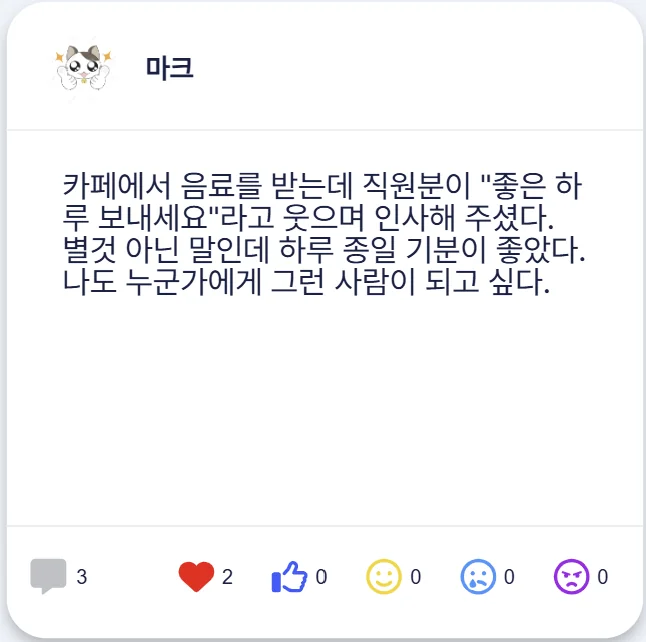 마크
카페에서 음료를 받는데 직원분이 "좋은 하
루 보내세요"라고 웃으며 인사해 주셨다.
별것 아닌 말인데 하루 종일 기분이 좋았다.
나도 누군가에게 그런 사람이 되고 싶다.
3 2 0 0 0 0